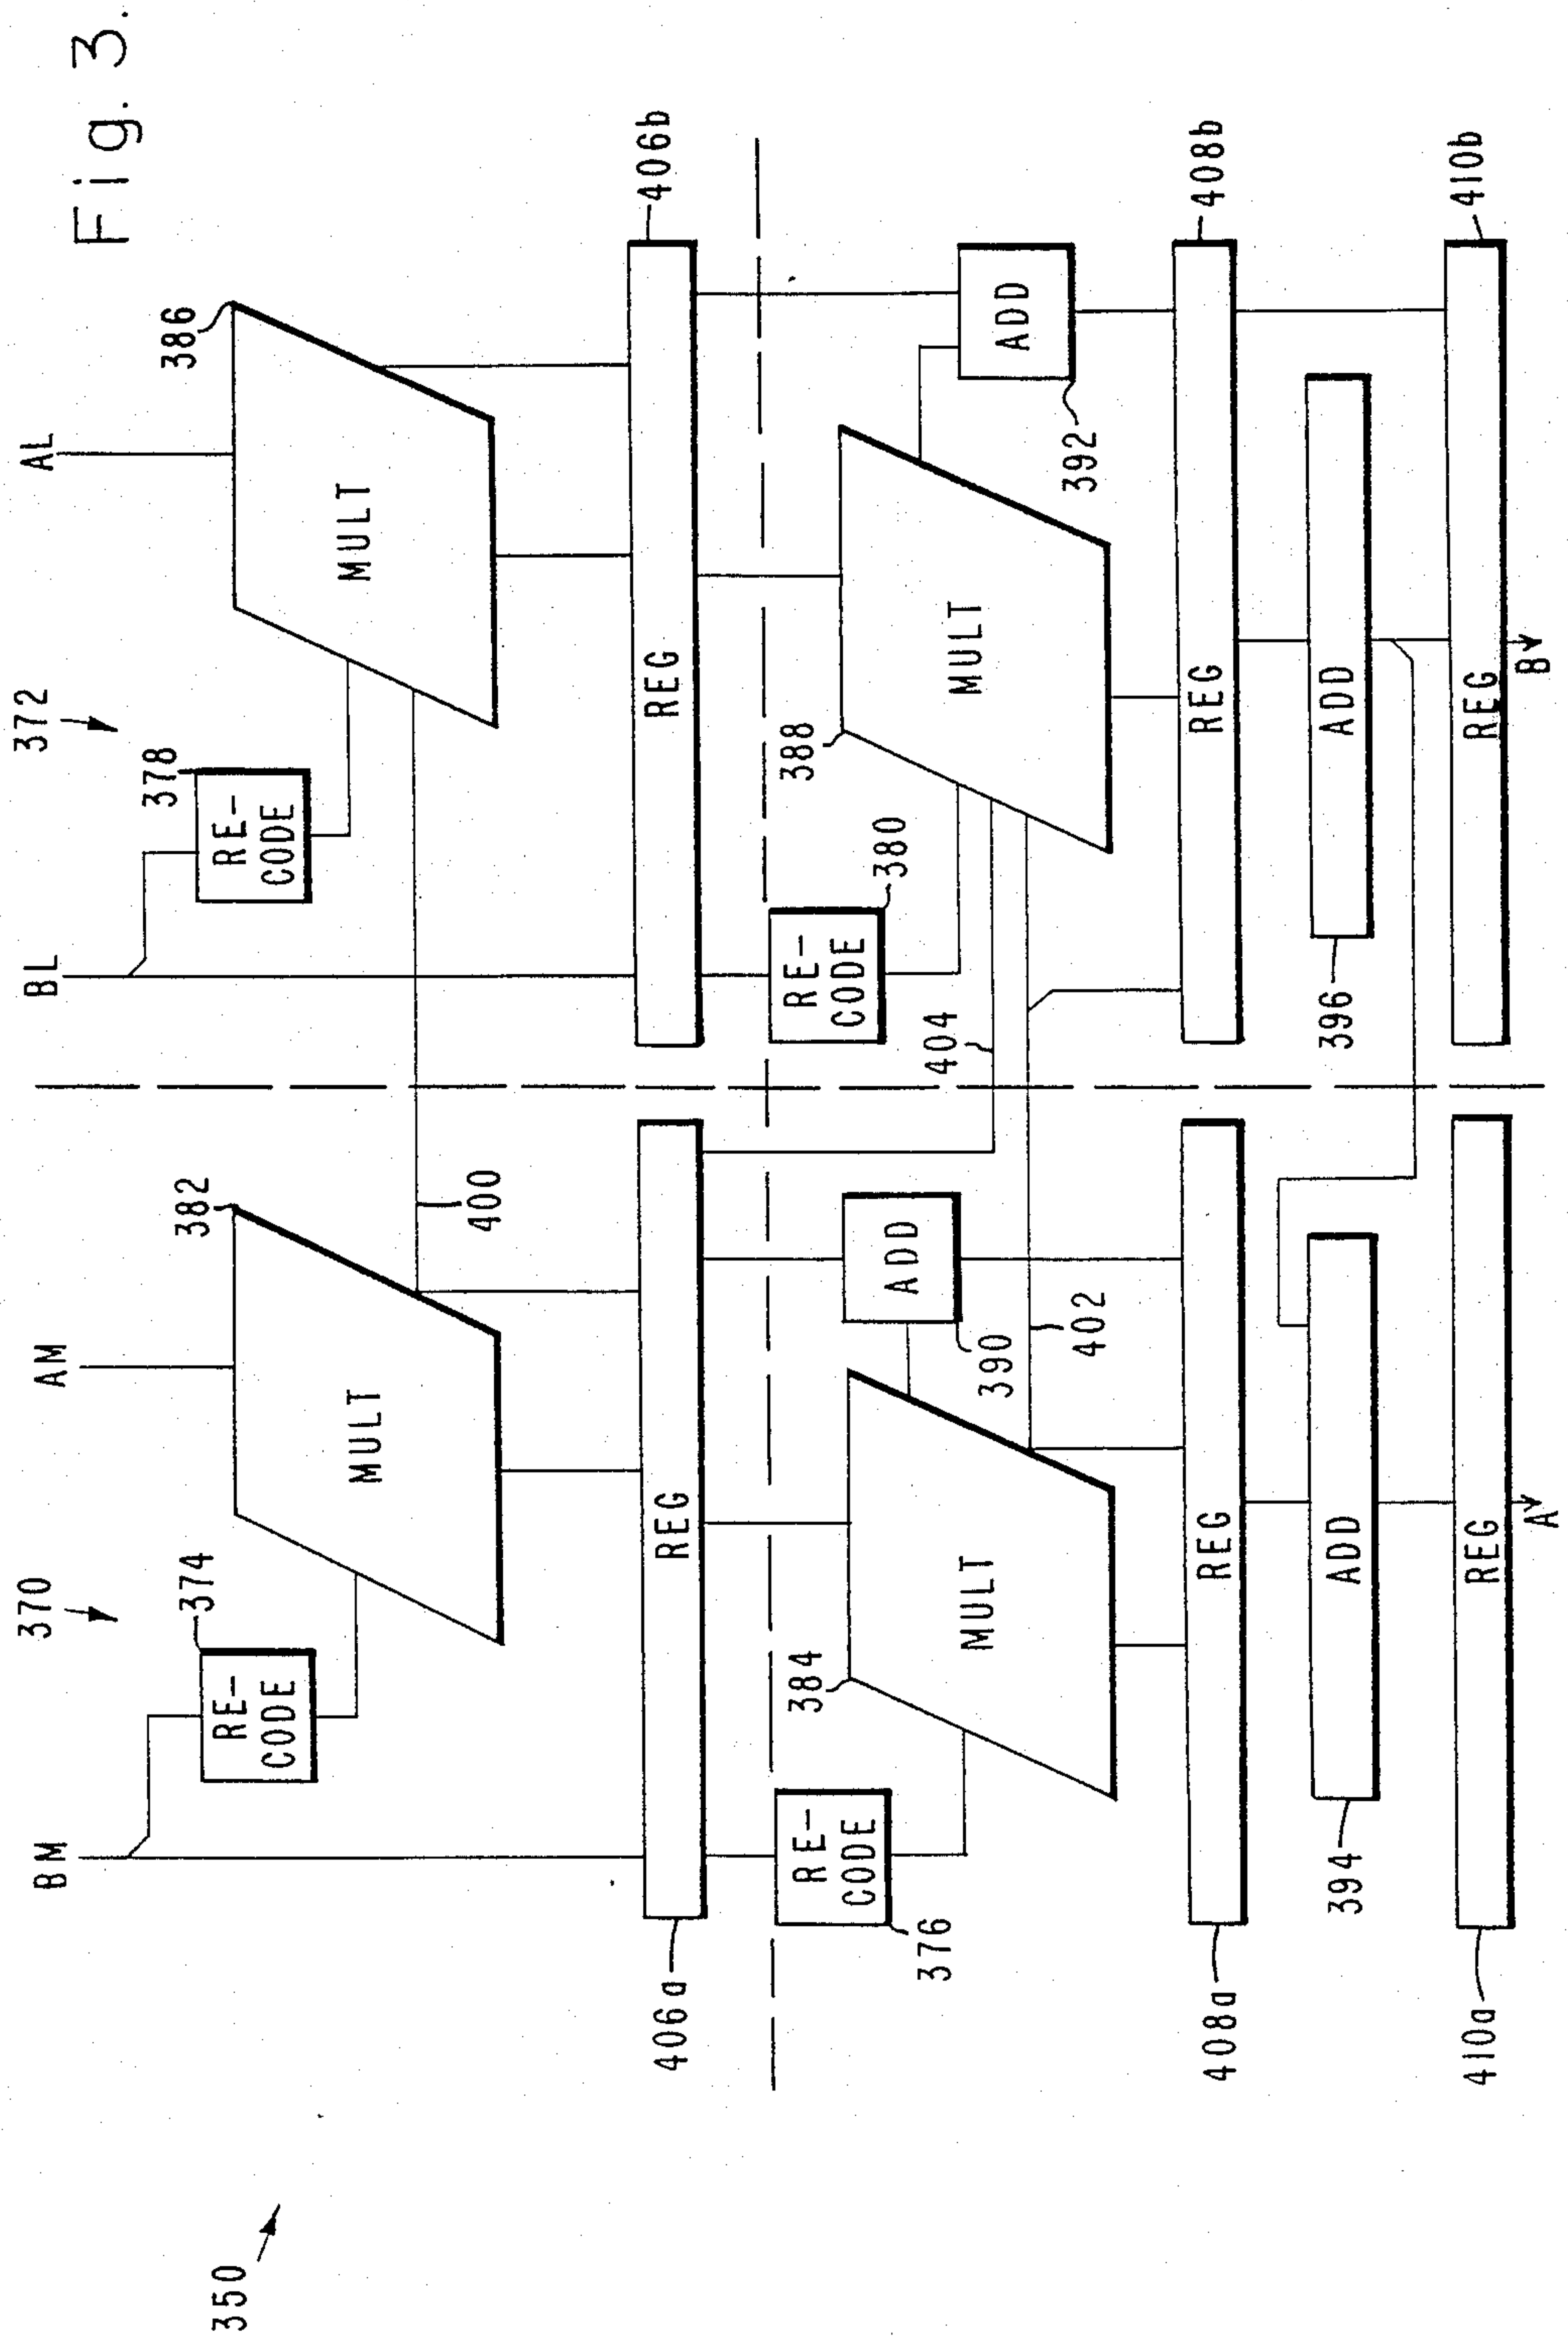 Fig. 3.
350
370
372
BM
AM
BL
AL
374
RE-
CODE
382
MULT
378
RE-
CODE
386
MULT
400
406a
REG
REG
406b
376
RE-
CODE
384
MULT
390
ADD
402
404
380
RE-
CODE
388
MULT
392
ADD
408a
REG
REG
408b
394
ADD
396
ADD
410a
REG
REG
410b
A
B